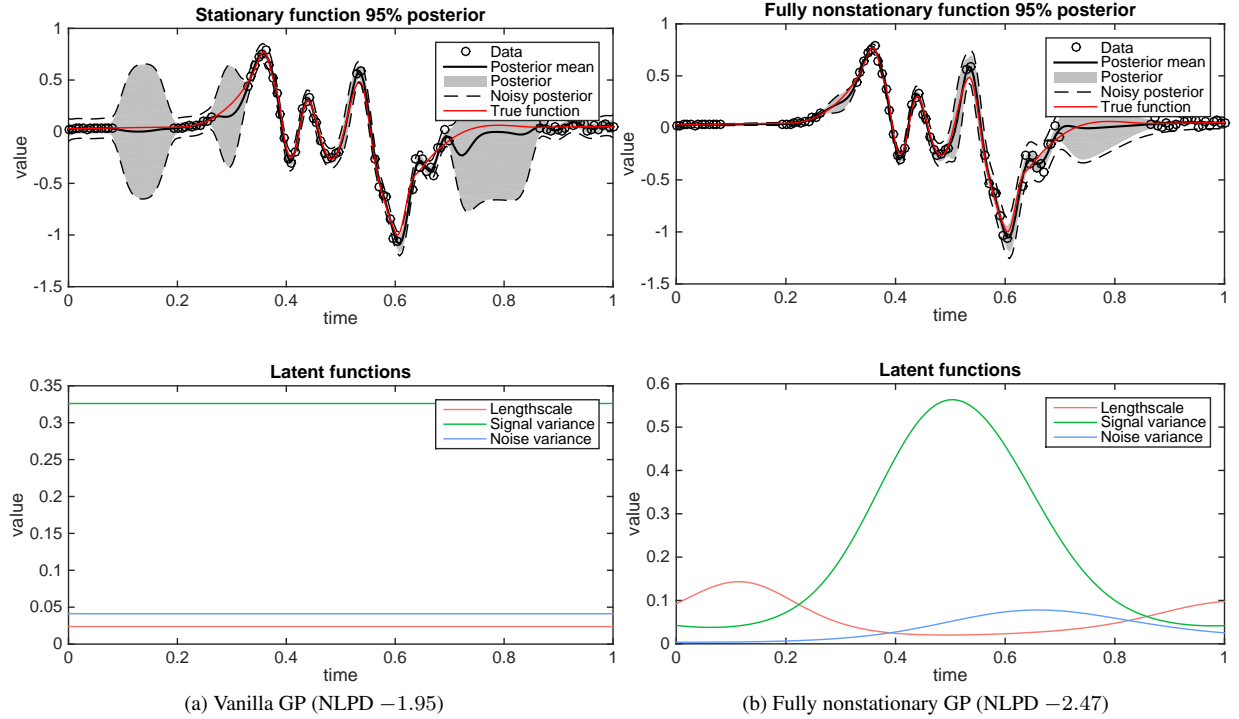 Stationary function 95% posterior
1
0.5
0
-0.5
-1
-1.5
value
0
0.2
0.4
0.6
0.8
1
time
Data
Posterior mean
Posterior
Noisy posterior
True function
Fully nonstationary function 95% posterior
1
0.5
0
-0.5
-1
-1.5
value
0
0.2
0.4
0.6
0.8
1
time
Data
Posterior mean
Posterior
Noisy posterior
True function
Latent functions
0.35
0.3
0.25
0.2
0.15
0.1
0.05
0
value
0
0.2
0.4
0.6
0.8
1
time
Lengthscale
Signal variance
Noise variance
(a) Vanilla GP (NLPD −1.95)
Latent functions
0.6
0.5
0.4
0.3
0.2
0.1
0
value
0
0.2
0.4
0.6
0.8
1
time
Lengthscale
Signal variance
Noise variance
(b) Fully nonstationary GP (NLPD −2.47)